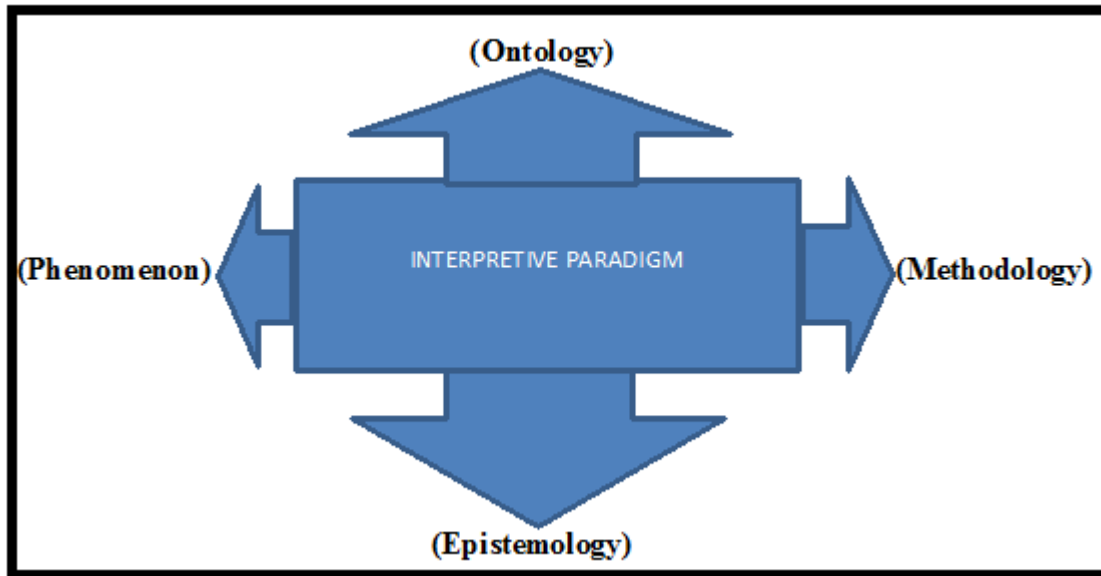 (Ontology)
INTERPRETIVE PARADIGM
(Phenomenon)
(Methodology)
(Epistemology)